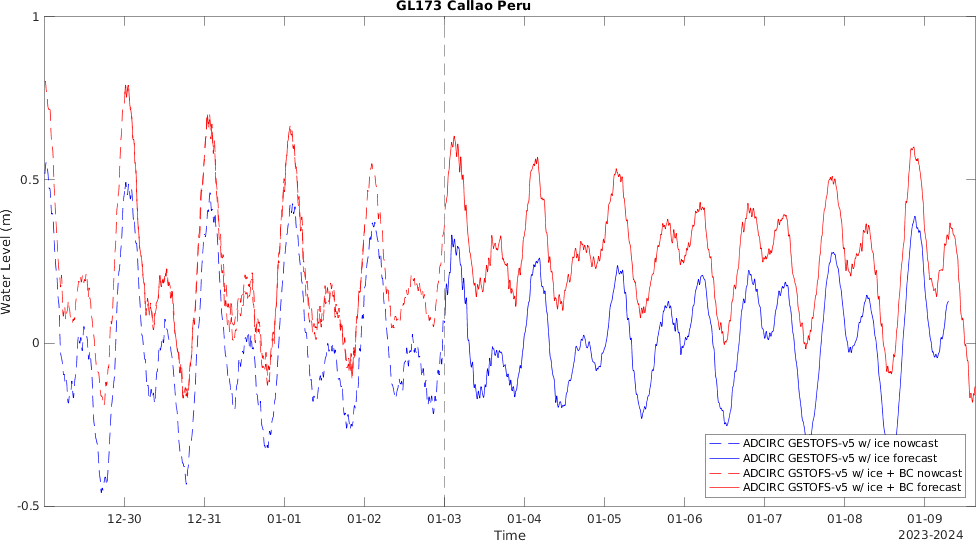 GL173 Callao Peru
Water Level (m)
1
0.5
0
-0.5
12-30 12-31 01-01 01-02 01-03 01-04 01-05 01-06 01-07 01-08 01-09
Time
2023-2024
ADCIRC GESTOFS-v5 w/ ice nowcast
ADCIRC GESTOFS-v5 w/ ice forecast
ADCIRC GSTOFS-v5 w/ ice + BC nowcast
ADCIRC GSTOFS-v5 w/ ice + BC forecast